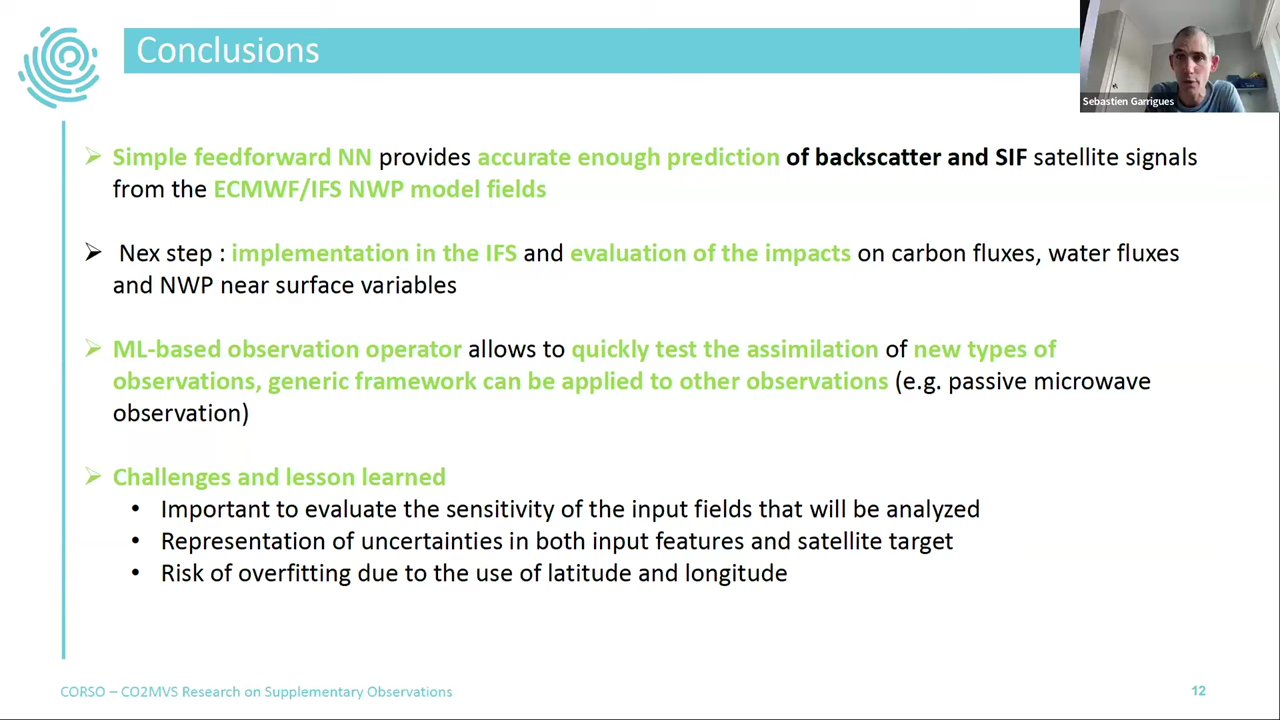 Conclusions
Sebastien Garrigues
Simple feedforward NN provides accurate enough prediction of backscatter and SIF satellite signals
from the ECMWF/IFS NWP model fields
Nex step : implementation in the IFS and evaluation of the impacts on carbon fluxes, water fluxes
and NWP near surface variables
ML-based observation operator allows to quickly test the assimilation of new types of
observations, generic framework can be applied to other observations (e.g. passive microwave
observation)
Challenges and lesson learned
• Important to evaluate the sensitivity of the input fields that will be analyzed
• Representation of uncertainties in both input features and satellite target
• Risk of overfitting due to the use of latitude and longitude
CORSO – CO2MVS Research on Supplementary Observations
12